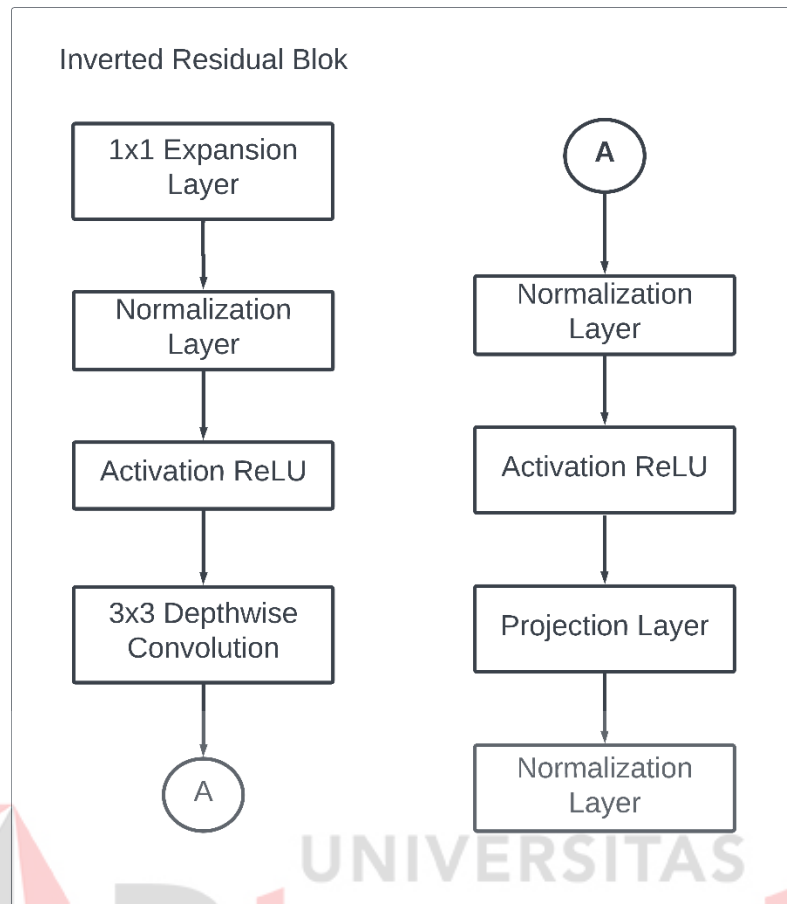 Inverted Residual Blok
1x1 Expansion
Layer
Normalization
Layer
Activation ReLU
3x3 Depthwise
Convolution
A
A
Normalization
Layer
Activation ReLU
Projection Layer
Normalization
Layer
UNIVERSITAS